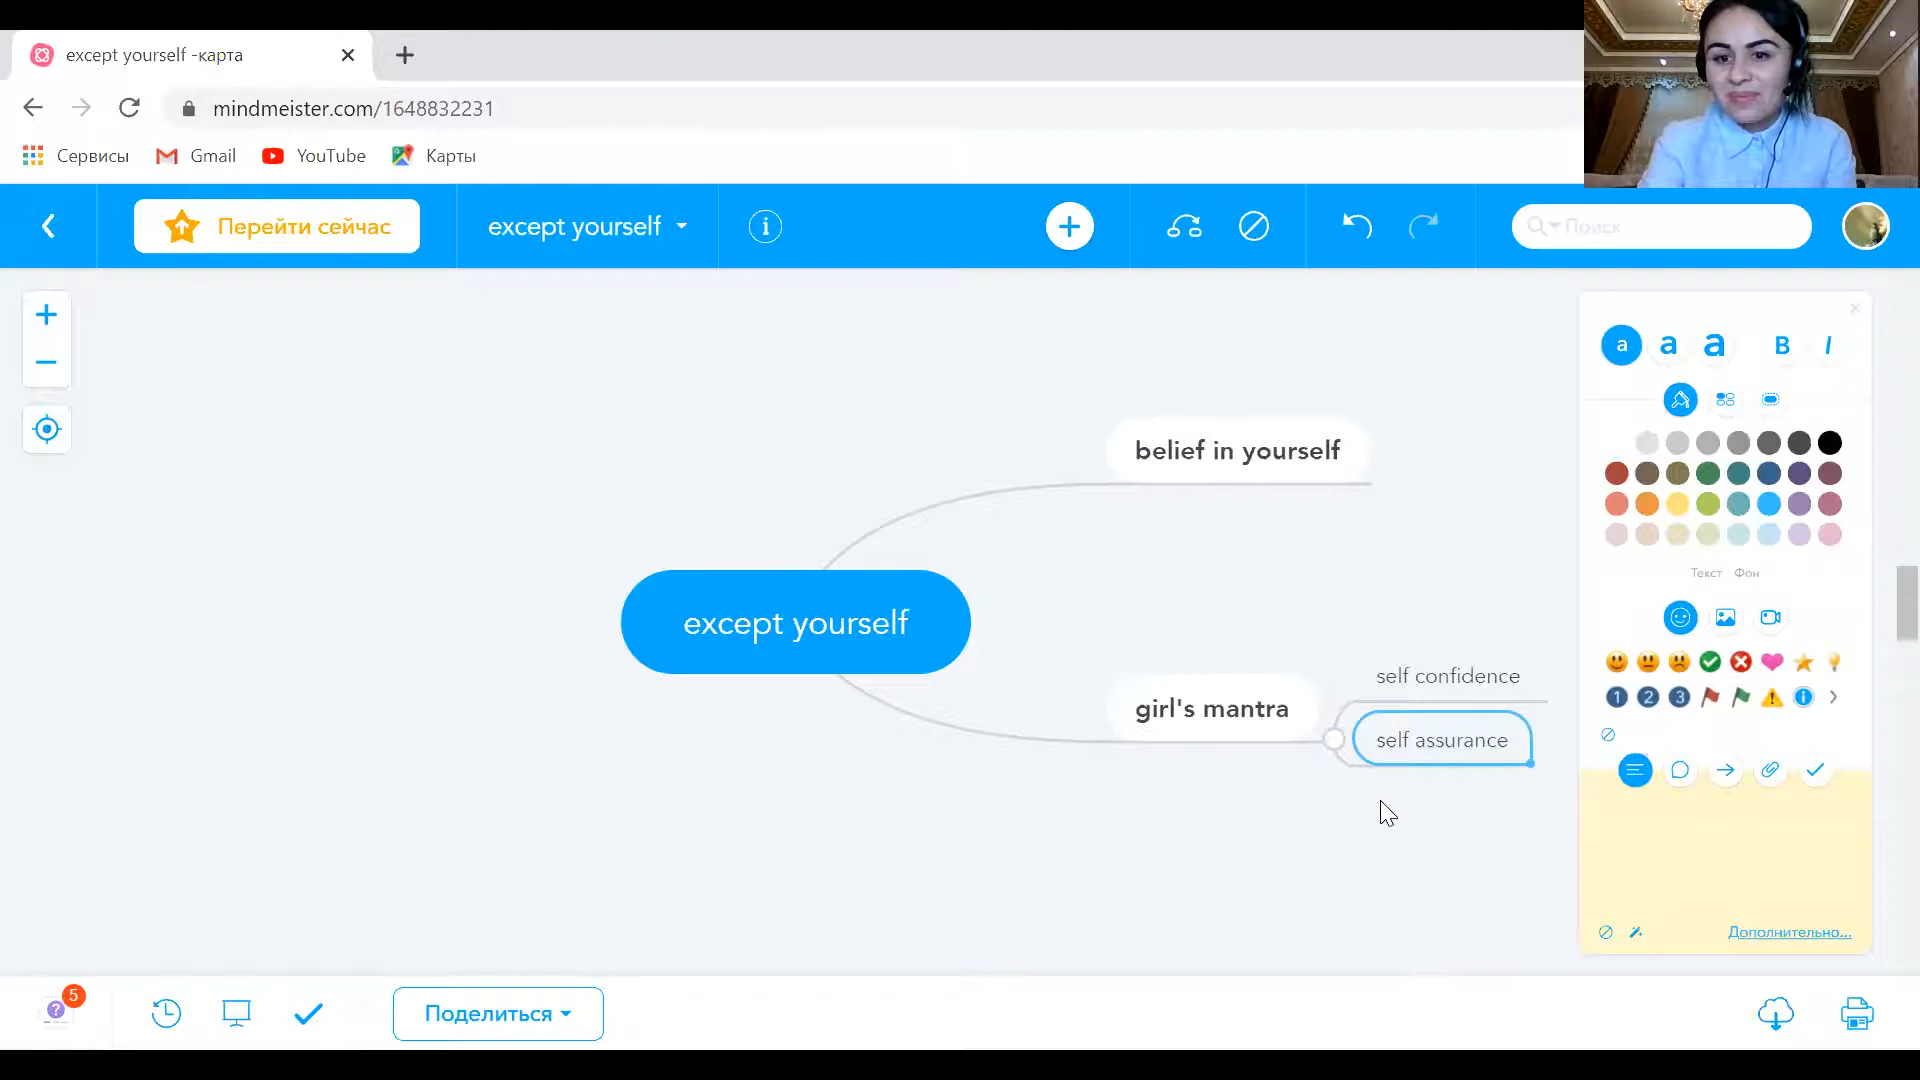 except yourself -карта
mindmeister.com/1648832231
Сервисы Gmail YouTube Карты
Перейти сейчас except yourself Поиск
a a a B I
belief in yourself
Текст Фон
except yourself
self confidence
girl's mantra
self assurance
1 2 3
Дополнительно...
5
Поделиться